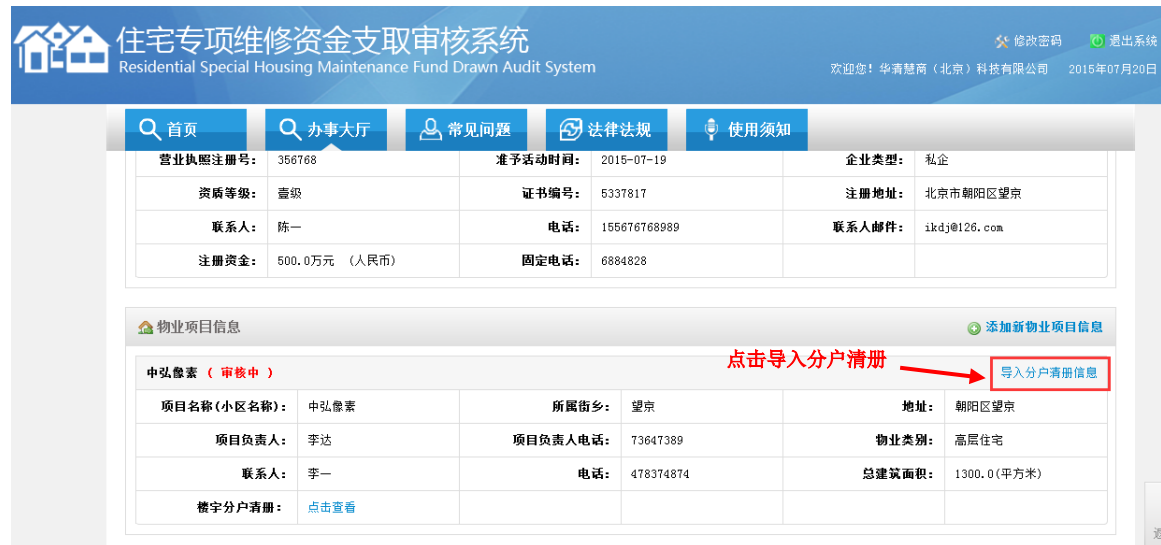 住宅专项维修资金支取审核系统
Residential Special Housing Maintenance Fund Drawn Audit System
修改密码 退出系统
欢迎您！华清慧商（北京）科技有限公司 2015年07月20日
首页 办事大厅 常见问题 法律法规 使用须知
营业执照注册号： 356768 准予活动时间： 2015-07-19 企业类型： 私企
资质等级： 壹级 证书编号： 5337817 注册地址： 北京市朝阳区望京
联系人： 陈一 电话： 155676768989 联系人邮件： ikdj@126.com
注册资金： 500.0万元 （人民币） 固定电话： 6884828
物业项目信息 添加新物业项目信息
点击导入分户清册
中弘像素 ( 审核中 ) 导入分户清册信息
项目名称(小区名称)： 中弘像素 所属街乡： 望京 地址： 朝阳区望京
项目负责人： 李达 项目负责人电话： 73647389 物业类别： 高层住宅
联系人： 李一 电话： 478374874 总建筑面积： 1300.0(平方米)
楼宇分户清册： 点击查看